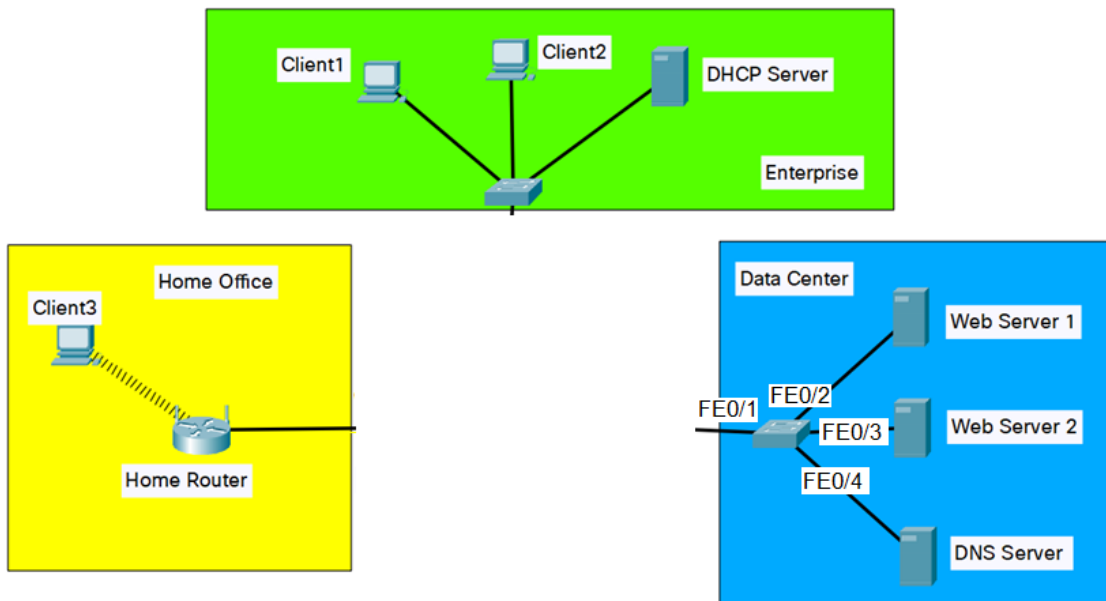 Client1
Client2
DHCP Server
Enterprise
Home Office
Client3
Home Router
Data Center
Web Server 1
FE0/2
FE0/1
FE0/3
Web Server 2
FE0/4
DNS Server